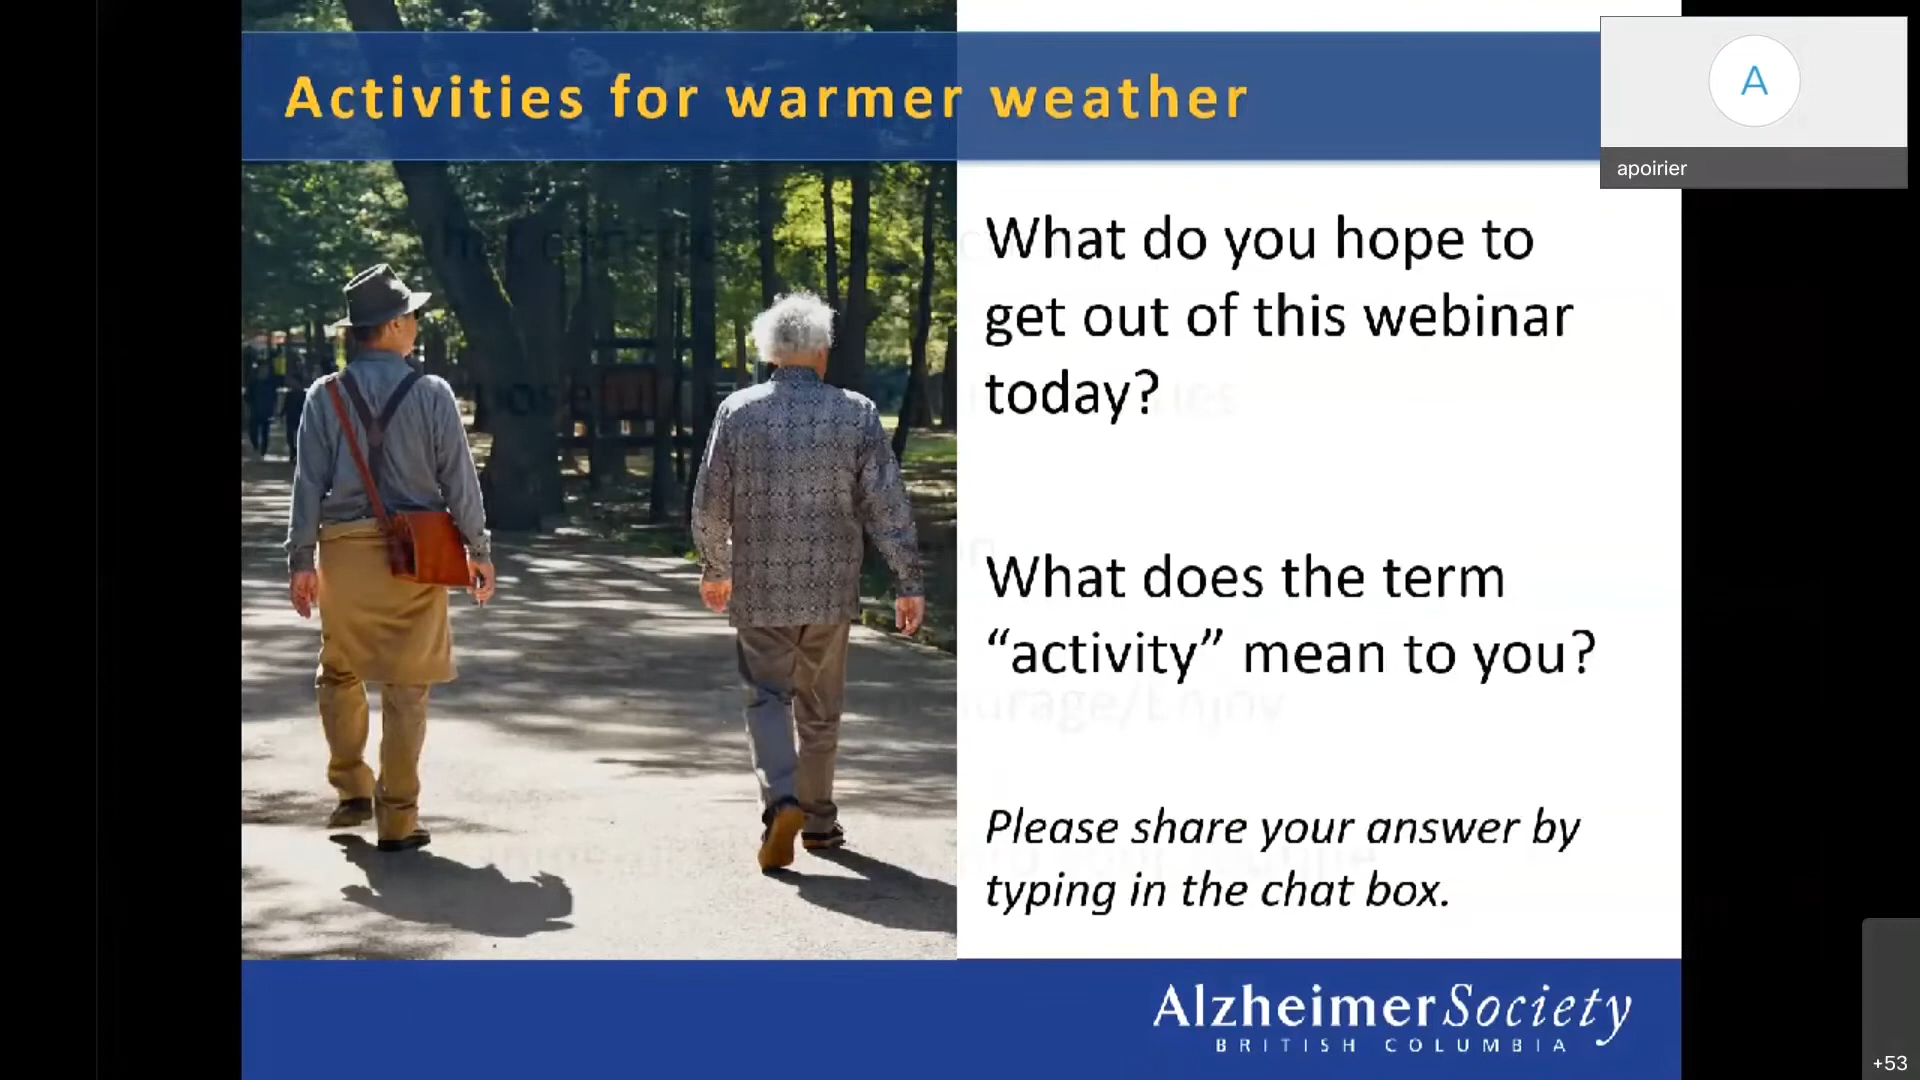 Activities for warmer weather
apoirier
A
What do you hope to
get out of this webinar
today?
What does the term
“activity” mean to you?
Please share your answer by
typing in the chat box.
AlzheimerSociety
BRITISH COLUMBIA
+53